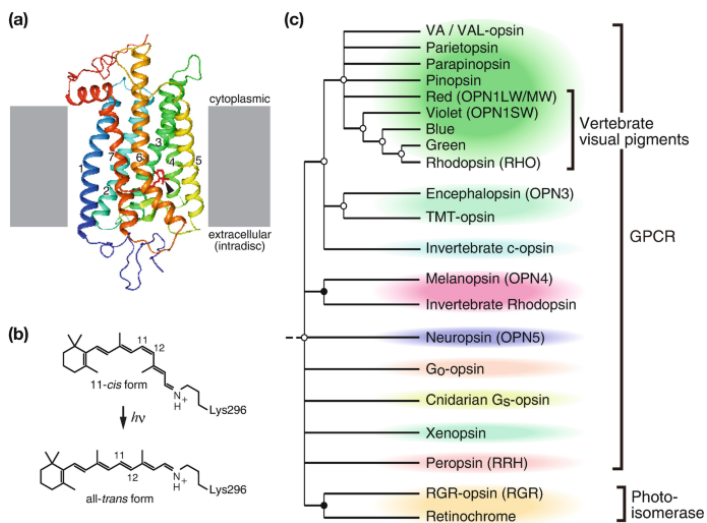 (a)
cytoplasmic
1
2
3
4
5
6
7
extracellular
(intradisc)
(b)
11
12
N
H
+
Lys296
11-cis form
hν
11
12
N
H
+
Lys296
all-trans form
(c)
VA / VAL-opsin
Parietopsin
Parapinopsin
Pinopsin
Red (OPN1LW/MW)
Violet (OPN1SW)
Blue
Green
Rhodopsin (RHO)
Vertebrate
visual pigments
Encephalopsin (OPN3)
TMT-opsin
Invertebrate c-opsin
Melanopsin (OPN4)
Invertebrate Rhodopsin
Neuropsin (OPN5)
Go-opsin
Cnidarian Gs-opsin
Xenopsin
Peropsin (RRH)
GPCR
RGR-opsin (RGR)
Retinochrome
Photo-
isomerase